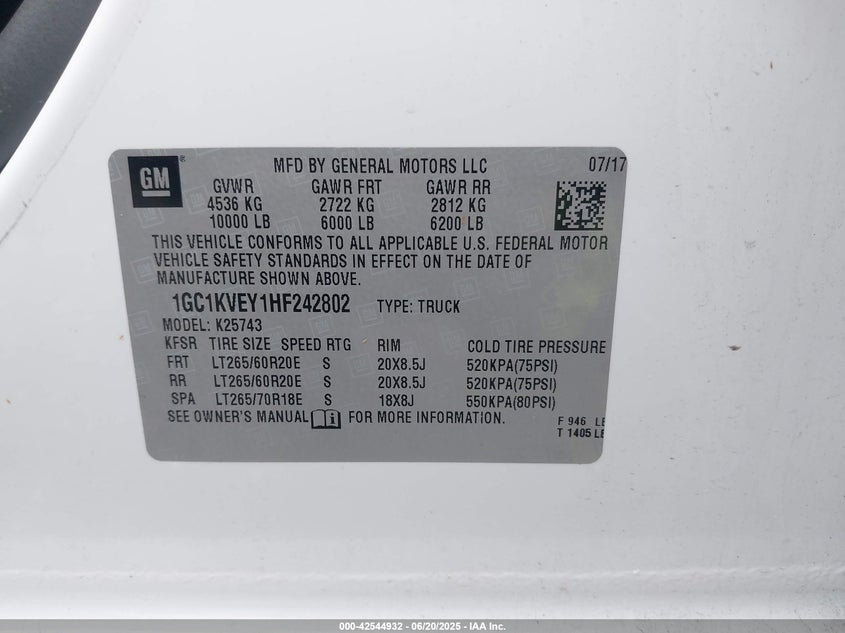 GM ®
MFD BY GENERAL MOTORS LLC 07/17
GVWR GAWR FRT GAWR RR
4536 KG 2722 KG 2812 KG
10000 LB 6000 LB 6200 LB
THIS VEHICLE CONFORMS TO ALL APPLICABLE U.S. FEDERAL MOTOR
VEHICLE SAFETY STANDARDS IN EFFECT ON THE DATE OF
MANUFACTURE SHOWN ABOVE.
1GC1KVEY1HF242802 TYPE: TRUCK
MODEL: K25743
KFSR TIRE SIZE SPEED RTG RIM COLD TIRE PRESSURE
FRT LT265/60R20E S 20X8.5J 520KPA(75PSI)
RR LT265/60R20E S 20X8.5J 520KPA(75PSI)
SPA LT265/70R18E S 18X8J 550KPA(80PSI)
SEE OWNER'S MANUAL i FOR MORE INFORMATION.
F 946 LB
T 1405 LB
000-42544932 - 06/20/2025 - IAA Inc.